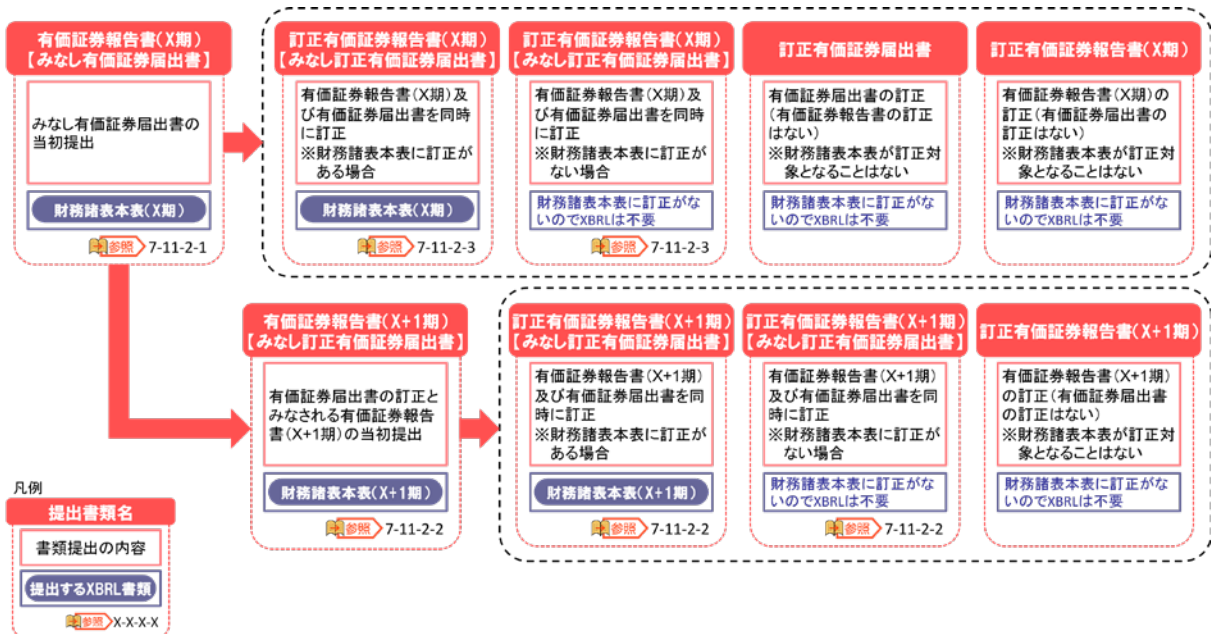 有価証券報告書(X期)
【みなし有価証券届出書】
みなし有価証券届出書の
当初提出
財務諸表本表(X期)
参照 7-11-2-1
訂正有価証券報告書(X期)
【みなし訂正有価証券届出書】
有価証券報告書(X期)及
び有価証券届出書を同時
に訂正
※財務諸表本表に訂正が
ある場合
財務諸表本表(X期)
参照 7-11-2-3
訂正有価証券報告書(X期)
【みなし訂正有価証券届出書】
有価証券報告書(X期)及
び有価証券届出書を同時
に訂正
※財務諸表本表に訂正が
ない場合
財務諸表本表に訂正がな
いのでXBRLは不要
参照 7-11-2-3
訂正有価証券届出書
有価証券届出書の訂正
(有価証券報告書の訂正
はない)
※財務諸表本表が訂正対
象となることはない
財務諸表本表に訂正がな
いのでXBRLは不要
訂正有価証券報告書(X期)
有価証券報告書(X期)の
訂正(有価証券届出書の
訂正はない)
※財務諸表本表が訂正対
象となることはない
財務諸表本表に訂正がな
いのでXBRLは不要
有価証券報告書(X+1期)
【みなし訂正有価証券届出書】
有価証券届出書の訂正と
みなされる有価証券報告
書(X+1期)の当初提出
財務諸表本表(X+1期)
参照 7-11-2-2
訂正有価証券報告書(X+1期)
【みなし訂正有価証券届出書】
有価証券報告書(X+1期)
及び有価証券届出書を同
時に訂正
※財務諸表本表に訂正が
ある場合
財務諸表本表(X+1期)
参照 7-11-2-2
訂正有価証券報告書(X+1期)
【みなし訂正有価証券届出書】
有価証券報告書(X+1期)
及び有価証券届出書を同
時に訂正
※財務諸表本表に訂正が
ない場合
財務諸表本表に訂正がな
いのでXBRLは不要
参照 7-11-2-2
訂正有価証券報告書(X+1期)
有価証券報告書(X+1期)
の訂正(有価証券届出書
の訂正はない)
※財務諸表本表が訂正対
象となることはない
財務諸表本表に訂正がな
いのでXBRLは不要
凡例
提出書類名
書類提出の内容
提出するXBRL書類
参照 X-X-X-X